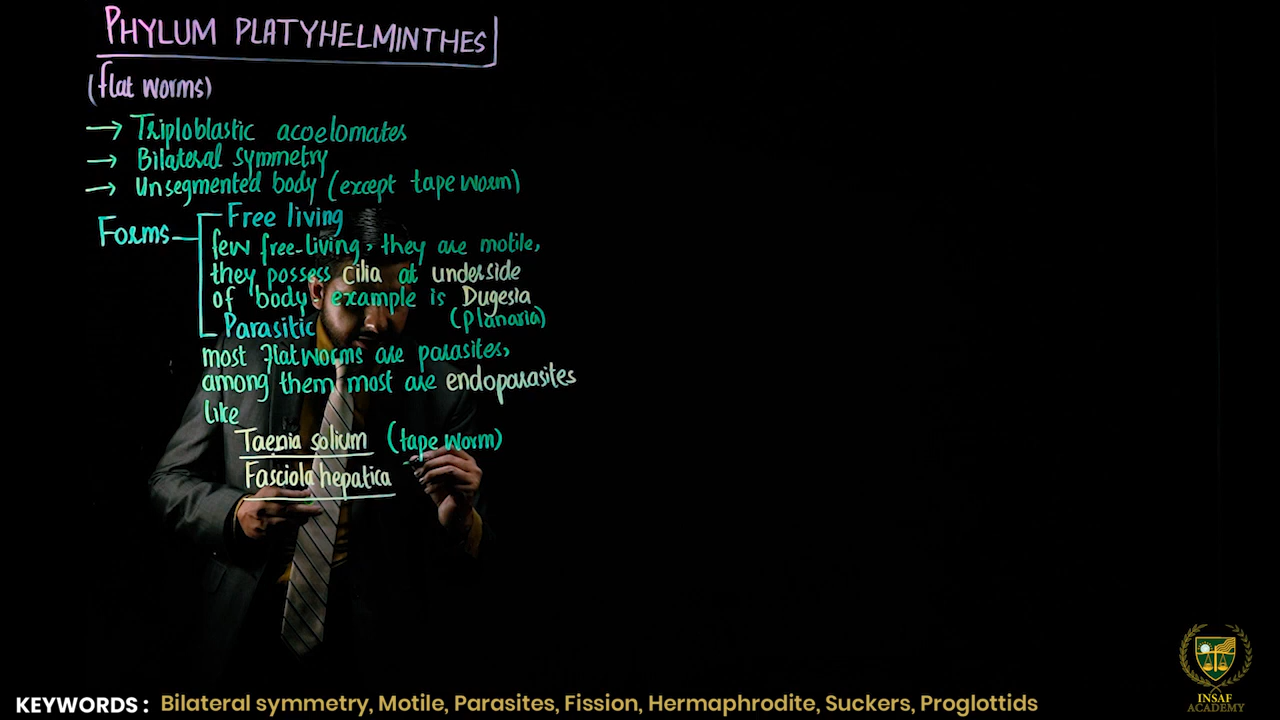 PHYLUM PLATYHELMINTHES
(flat worms)
→ Triploblastic acoelomates
→ Bilateral symmetry
→ Unsegmented body (except tape worm)
Forms
Free living
few free-living, they are motile,
they possess cilia at underside
of body. example is Dugesia
(Planaria)
Parasitic
most flatworms are parasites,
among them most are endoparasites
like
Taenia solium (tape worm)
Fasciola hepatica
KEYWORDS : Bilateral symmetry, Motile, Parasites, Fission, Hermaphrodite, Suckers, Proglottids
INSAF
ACADEMY